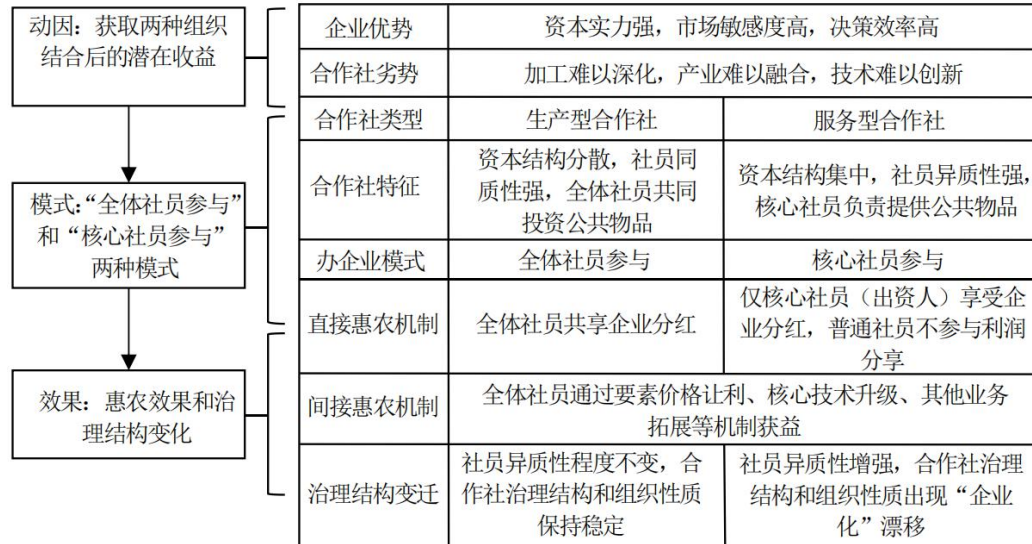 动因：获取两种组织
结合后的潜在收益
模式:“全体社员参与”
和“核心社员参与”
两种模式
效果：惠农效果和治
理结构变化
企业优势
资本实力强，市场敏感度高，决策效率高
合作社劣势
加工难以深化，产业难以融合，技术难以创新
合作社类型
生产型合作社
服务型合作社
合作社特征
资本结构分散，社员同
质性强，全体社员共同
投资公共物品
资本结构集中，社员异质性强，
核心社员负责提供公共物品
办企业模式
全体社员参与
核心社员参与
直接惠农机制
全体社员共享企业分红
仅核心社员（出资人）享受企
业分红，普通社员不参与利润
分享
间接惠农机制
全体社员通过要素价格让利、核心技术升级、其他业务
拓展等机制获益
治理结构变迁
社员异质性程度不变，合
作社治理结构和组织性质
保持稳定
社员异质性增强，合作社治理
结构和组织性质出现“企业
化”漂移